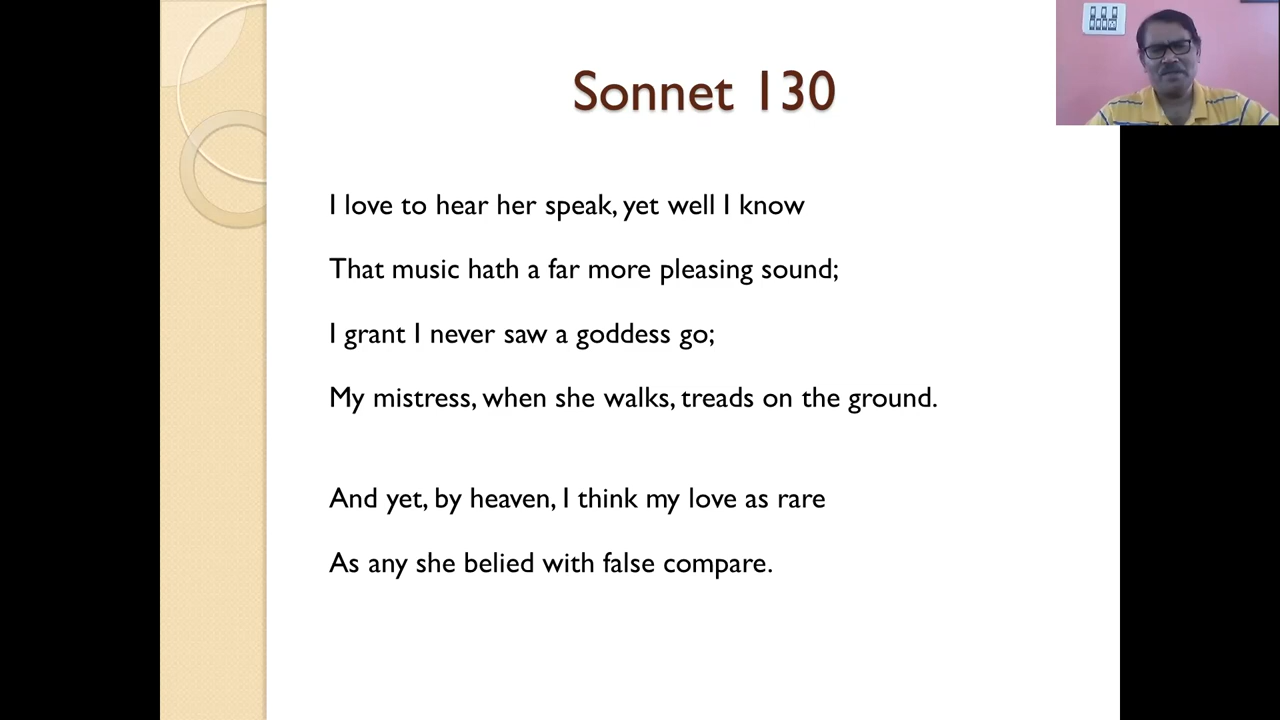 Sonnet 130
I love to hear her speak, yet well I know
That music hath a far more pleasing sound;
I grant I never saw a goddess go;
My mistress, when she walks, treads on the ground.
And yet, by heaven, I think my love as rare
As any she belied with false compare.